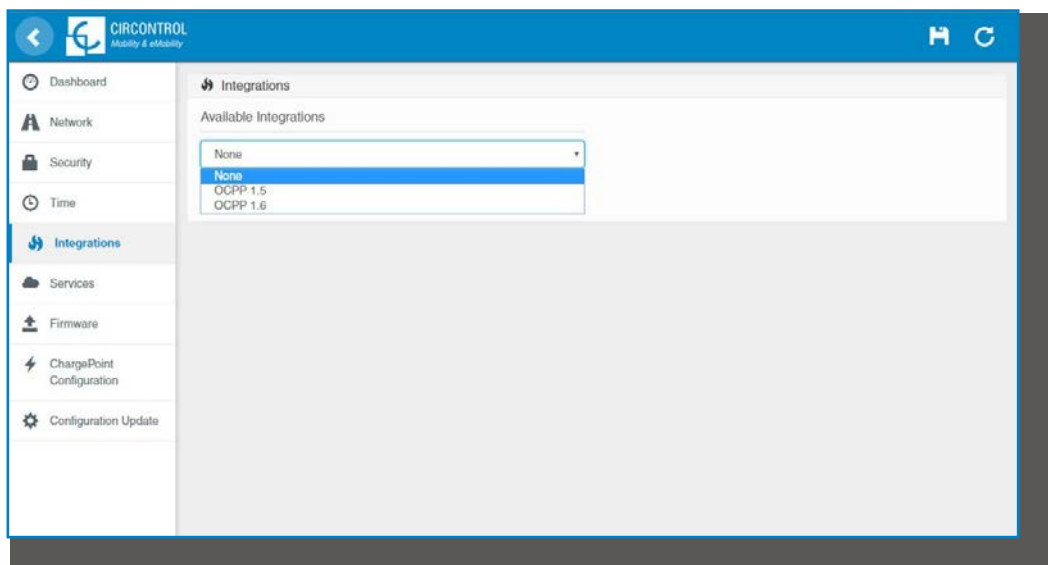 CIRCONTROL
Mobility & eMobility
Dashboard
Network
Security
Time
Integrations
Services
Firmware
ChargePoint
Configuration
Configuration Update
Integrations
Available Integrations
None
None
OCPP 1.5
OCPP 1.6